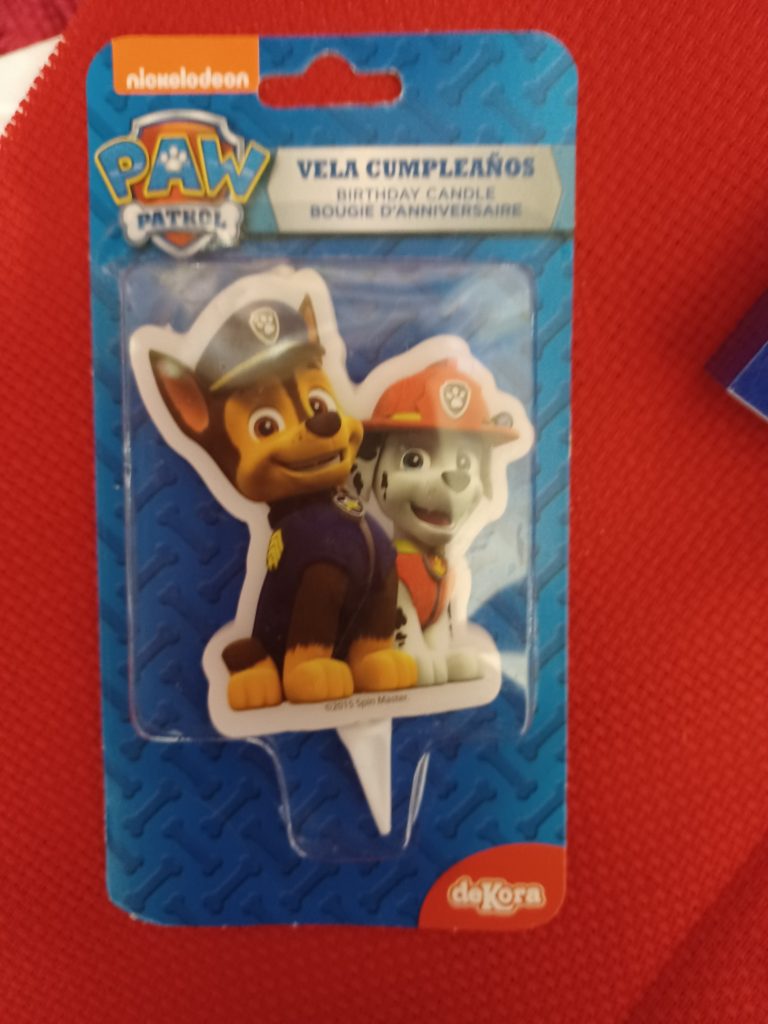 nickelodeon
PAW
PATROL
VELA CUMPLEAÑOS
BIRTHDAY CANDLE
BOUGIE D'ANNIVERSAIRE
©2015 Spin Master.
deKora